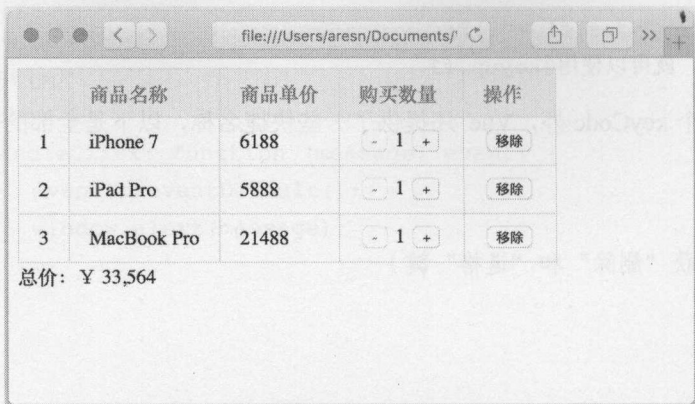 file:///Users/aresn/Documents/'
商品名称 商品单价 购买数量 操作
1 iPhone 7 6188 - 1 + 移除
2 iPad Pro 5888 - 1 + 移除
3 MacBook Pro 21488 - 1 + 移除
总价：￥ 33,564